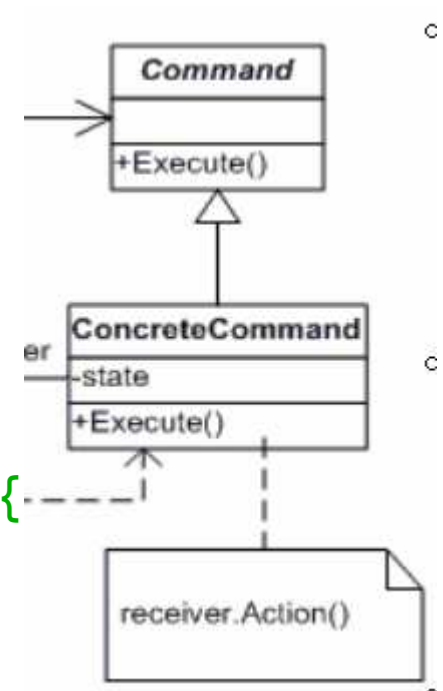 Command
+Execute()
ConcreteCommand
er
-state
+Execute()
{
receiver.Action()